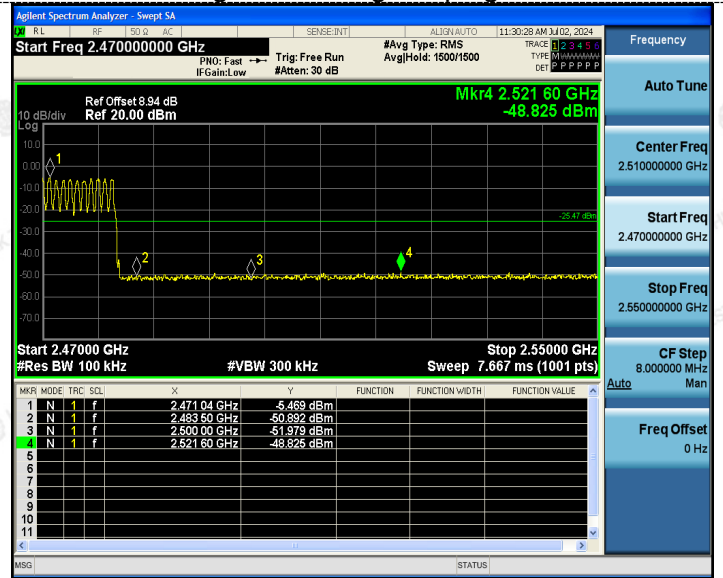 Agilent Spectrum Analyzer - Swept SA
LXI RL RF 50 Ω AC SENSE:INT ALIGN AUTO 11:30:28 AM Jul 02, 2024
Start Freq 2.470000000 GHz
PNO: Fast
IFGain:Low
Trig: Free Run
#Atten: 30 dB
#Avg Type: RMS
Avg|Hold: 1500/1500
TRACE 1 2 3 4 5 6
TYPE M
DET P P P P P P
Ref Offset 8.94 dB
10 dB/div Ref 20.00 dBm
Log
Mkr4 2.521 60 GHz
-48.825 dBm
10.0
0.00
-10.0
-20.0
-30.0
-40.0
-50.0
-60.0
-70.0
1
2
3
4
-25.47 dBm
Start 2.47000 GHz Stop 2.55000 GHz
#Res BW 100 kHz #VBW 300 kHz Sweep 7.667 ms (1001 pts)
MKR MODE TRC SCL X Y FUNCTION FUNCTION WIDTH FUNCTION VALUE
1 N 1 f 2.471 04 GHz -5.469 dBm
2 N 1 f 2.483 50 GHz -50.892 dBm
3 N 1 f 2.500 00 GHz -51.979 dBm
4 N 1 f 2.521 60 GHz -48.825 dBm
5
6
7
8
9
10
11
MSG STATUS
Frequency
Auto Tune
Center Freq
2.510000000 GHz
Start Freq
2.470000000 GHz
Stop Freq
2.550000000 GHz
CF Step
8.000000 MHz
Auto Man
Freq Offset
0 Hz